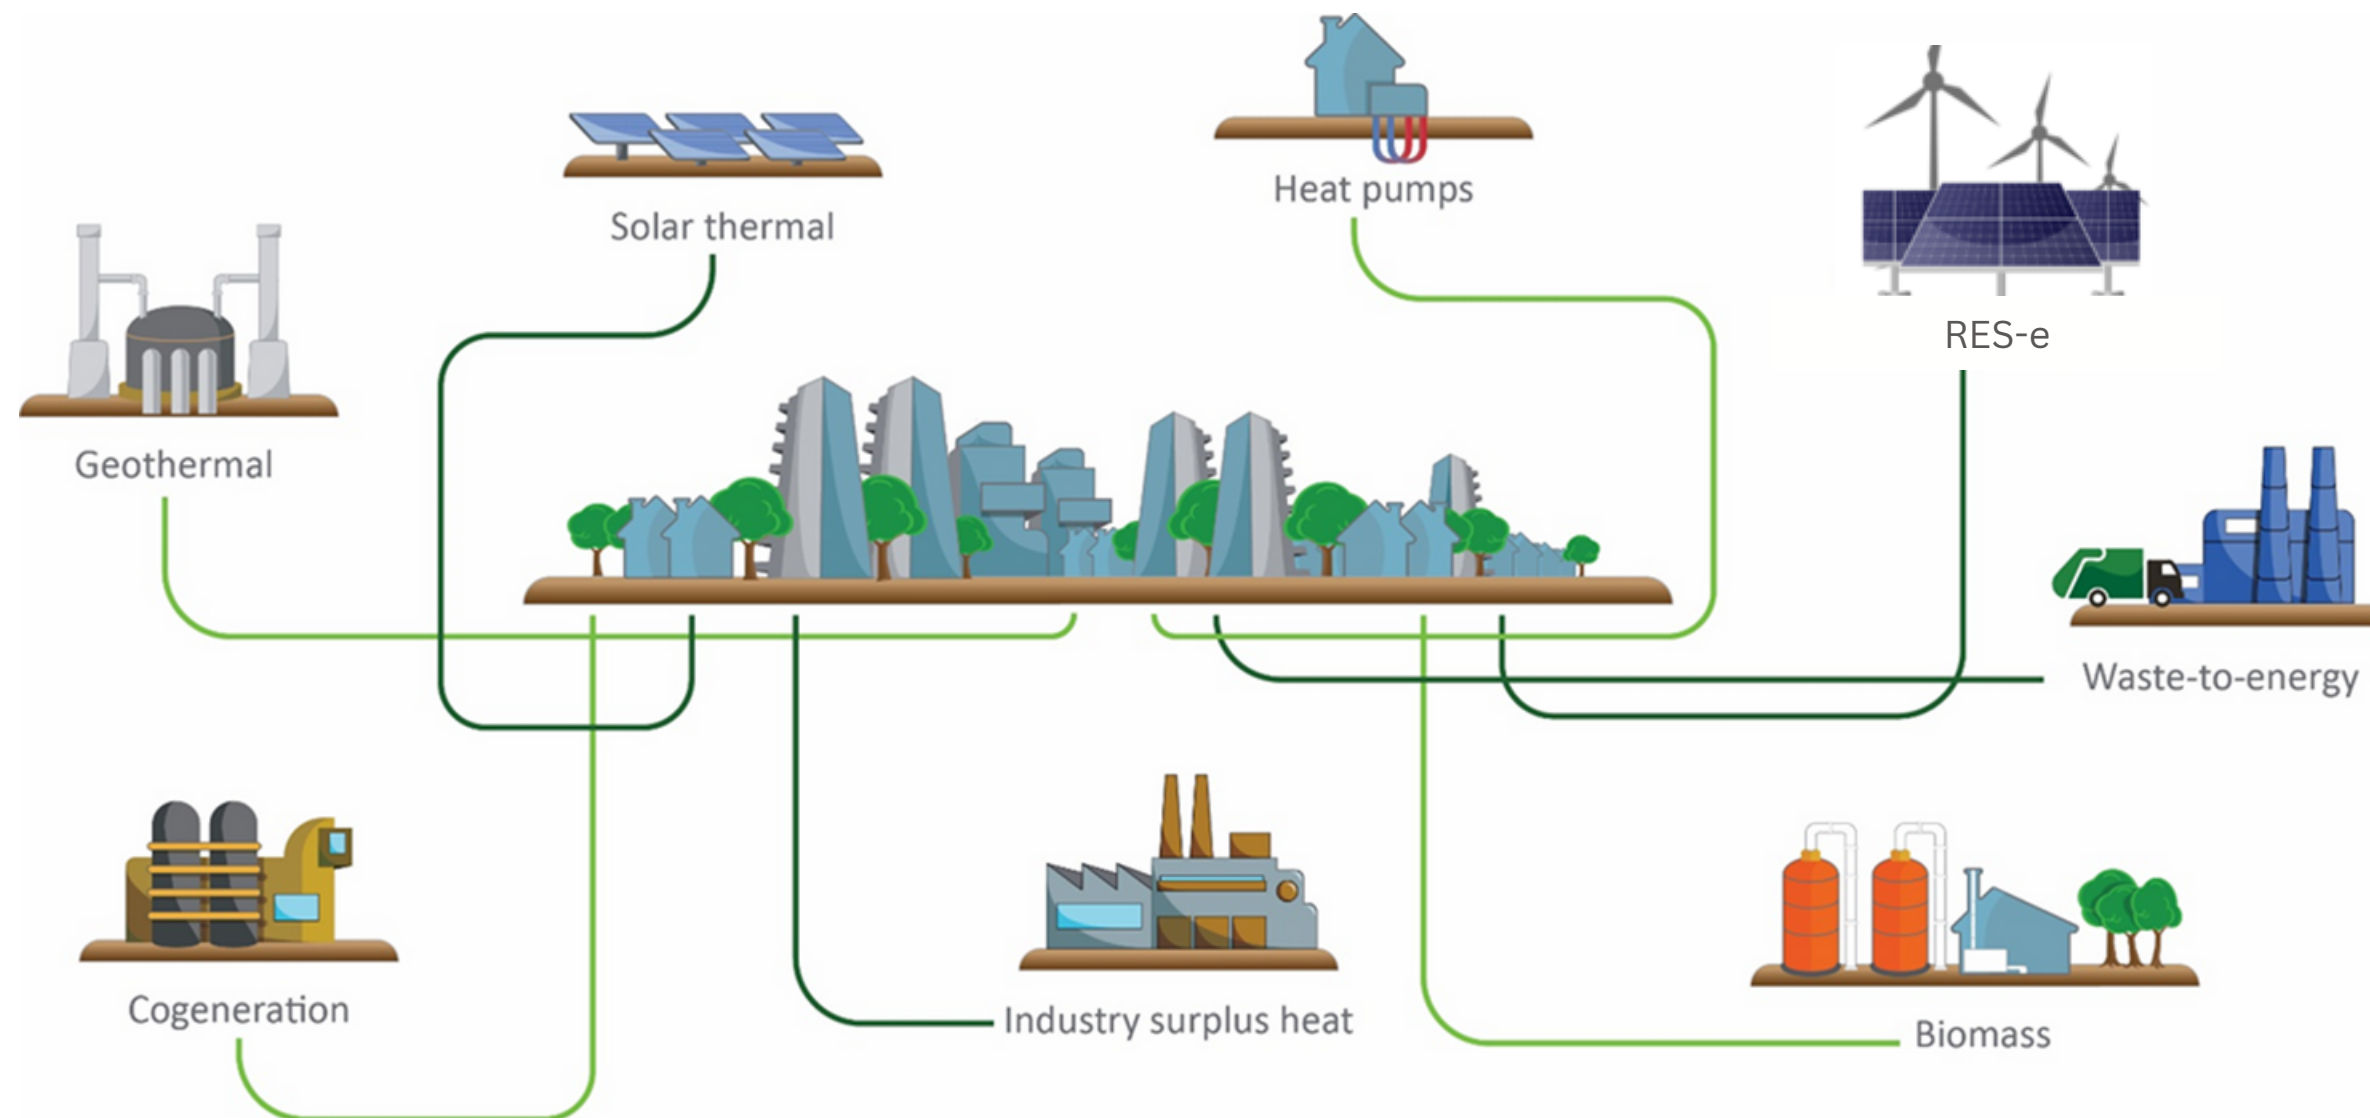 Heat pumps
Solar thermal
RES-e
Geothermal
Waste-to-energy
Cogeneration
Industry surplus heat
Biomass